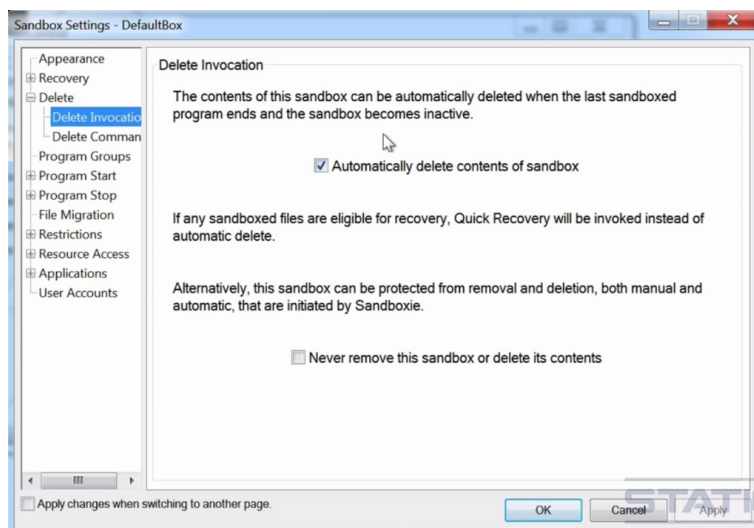 Sandbox Settings - DefaultBox
Appearance
Recovery
Delete
Delete Invocatio
Delete Comman
Program Groups
Program Start
Program Stop
File Migration
Restrictions
Resource Access
Applications
User Accounts
Delete Invocation
The contents of this sandbox can be automatically deleted when the last sandboxed
program ends and the sandbox becomes inactive.
Automatically delete contents of sandbox
If any sandboxed files are eligible for recovery, Quick Recovery will be invoked instead of
automatic delete.
Alternatively, this sandbox can be protected from removal and deletion, both manual and
automatic, that are initiated by Sandboxie.
Never remove this sandbox or delete its contents
Apply changes when switching to another page.
OK
Cancel
Apply
STATI